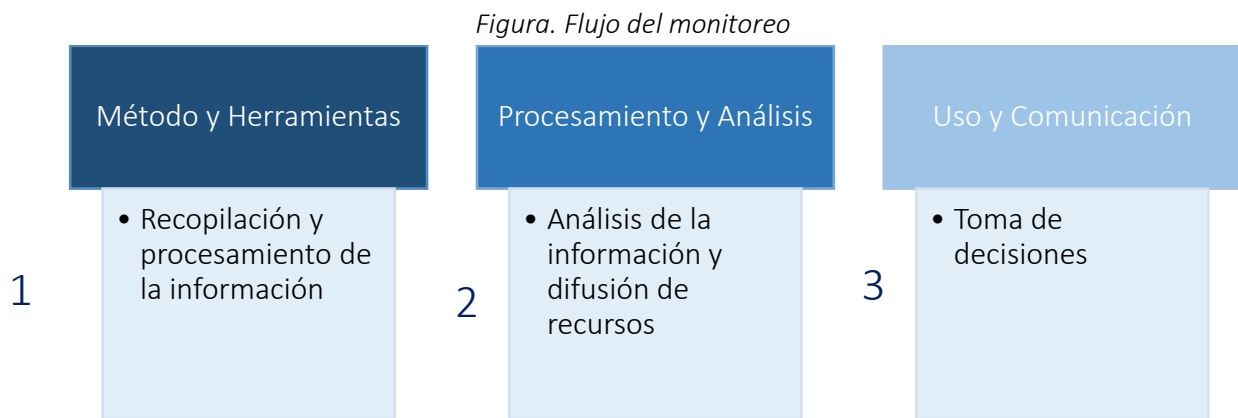 Figura. Flujo del monitoreo
Método y Herramientas
1
• Recopilación y
procesamiento de
la información
Procesamiento y Análisis
2
• Análisis de la
información y
difusión de
recursos
Uso y Comunicación
3
• Toma de
decisiones